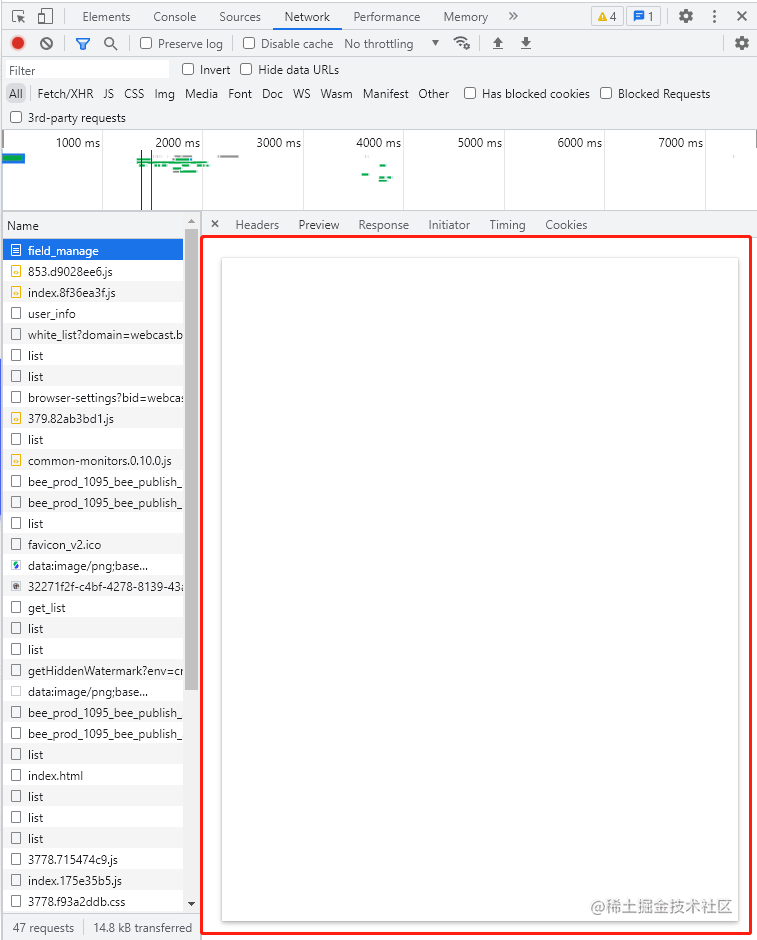 Elements Console Sources Network Performance Memory » 4 1
Preserve log Disable cache No throttling
Filter Invert Hide data URLs
All Fetch/XHR JS CSS Img Media Font Doc WS Wasm Manifest Other Has blocked cookies Blocked Requests
3rd-party requests
1000 ms 2000 ms 3000 ms 4000 ms 5000 ms 6000 ms 7000 ms
Name Headers Preview Response Initiator Timing Cookies
field_manage
853.d9028ee6.js
index.8f36ea3f.js
user_info
white_list?domain=webcast.b
list
list
browser-settings?bid=webcas
379.82ab3bd1.js
list
common-monitors.0.10.0.js
bee_prod_1095_bee_publish_
bee_prod_1095_bee_publish_
list
favicon_v2.ico
data:image/png;base...
32271f2f-c4bf-4278-8139-43a
get_list
list
list
getHiddenWatermark?env=cr
data:image/png;base...
bee_prod_1095_bee_publish_
bee_prod_1095_bee_publish_
list
index.html
list
list
list
3778.715474c9.js
index.175e35b5.js
3778.f93a2ddb.css
@稀土掘金技术社区
47 requests 14.8 kB transferred